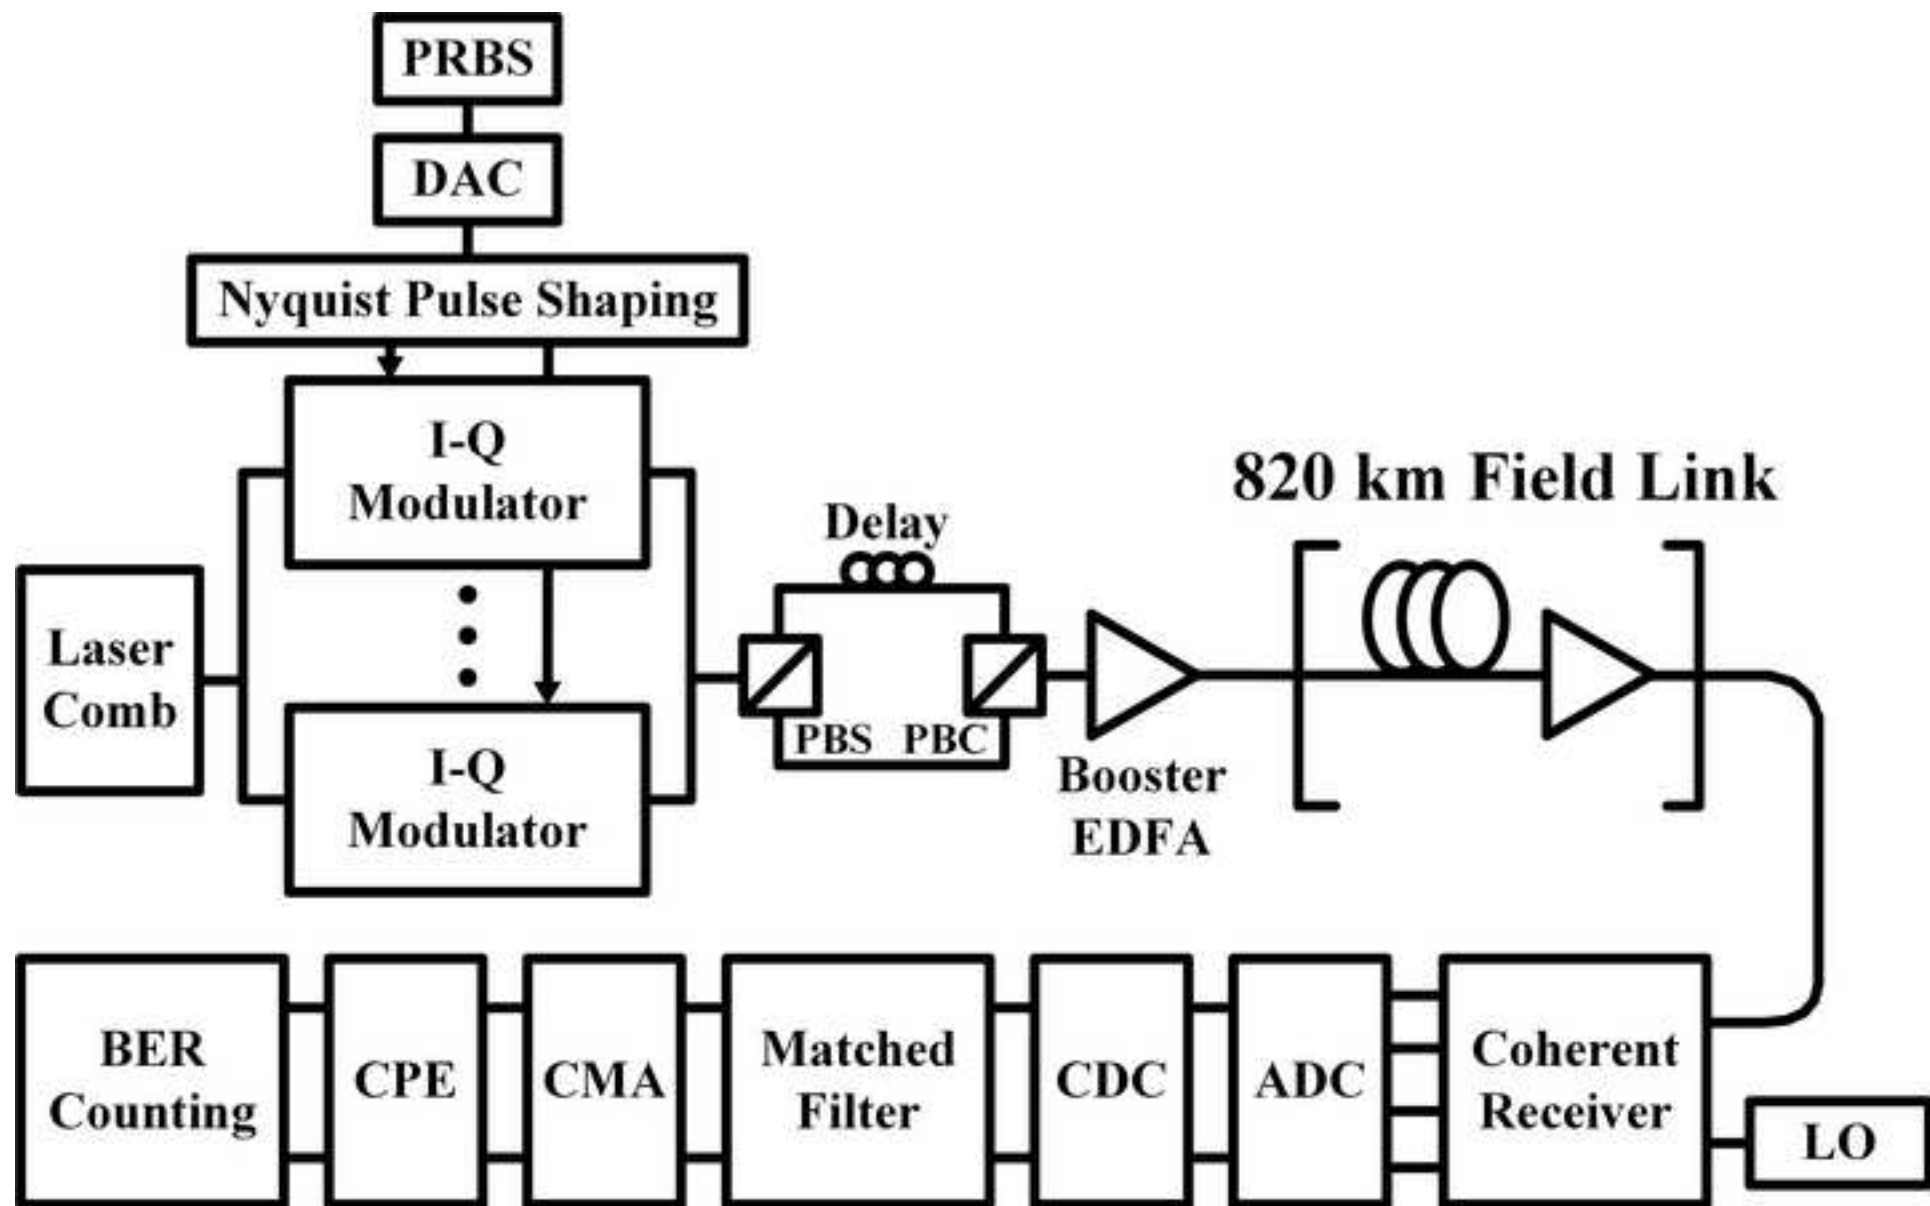 PRBS
DAC
Nyquist Pulse Shaping
I-Q
Modulator
Laser
Comb
I-Q
Modulator
Delay
PBS
PBC
Booster
EDFA
820 km Field Link
BER
Counting
CPE
CMA
Matched
Filter
CDC
ADC
Coherent
Receiver
LO